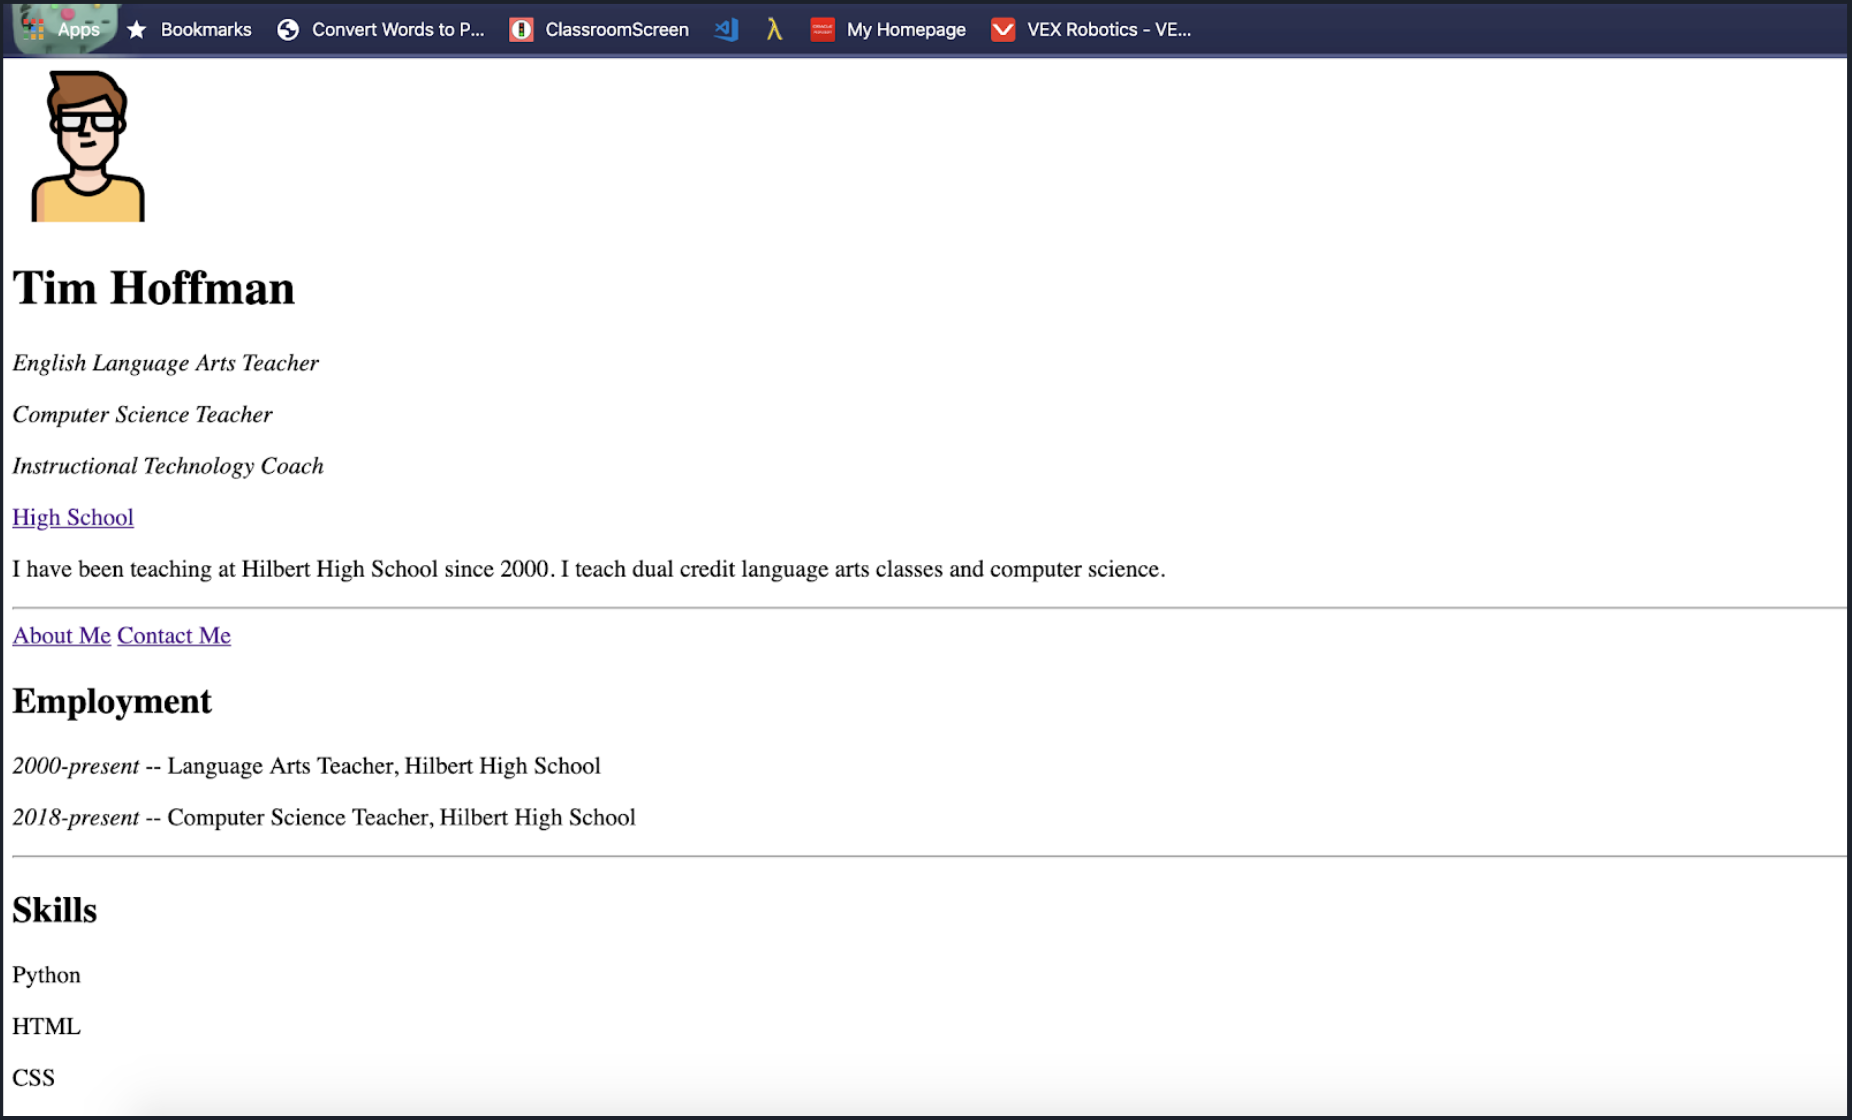 Apps Bookmarks Convert Words to P... ClassroomScreen λ My Homepage VEX Robotics - VE...
Tim Hoffman
English Language Arts Teacher
Computer Science Teacher
Instructional Technology Coach
High School
I have been teaching at Hilbert High School since 2000. I teach dual credit language arts classes and computer science.
About Me Contact Me
Employment
2000-present -- Language Arts Teacher, Hilbert High School
2018-present -- Computer Science Teacher, Hilbert High School
Skills
Python
HTML
CSS